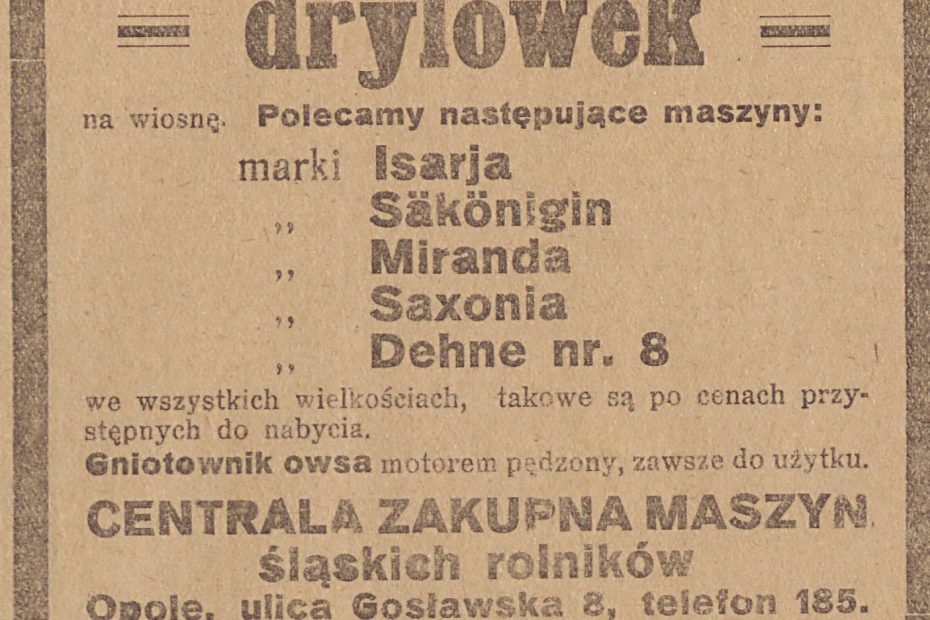 drylowek
na wiosnę. Polecamy następujące maszyny:
marki Isarja
„ Säkönigin
„ Miranda
„ Saxonia
„ Dehne nr. 8
we wszystkich wielkościach, takowe są po cenach przy-
stępnych do nabycia.
Gniotownik owsa motorem pędzony, zawsze do użytku.
CENTRALA ZAKUPNA MASZYN
śląskich rolników
Opole, ulica Gosławska 8, telefon 185.